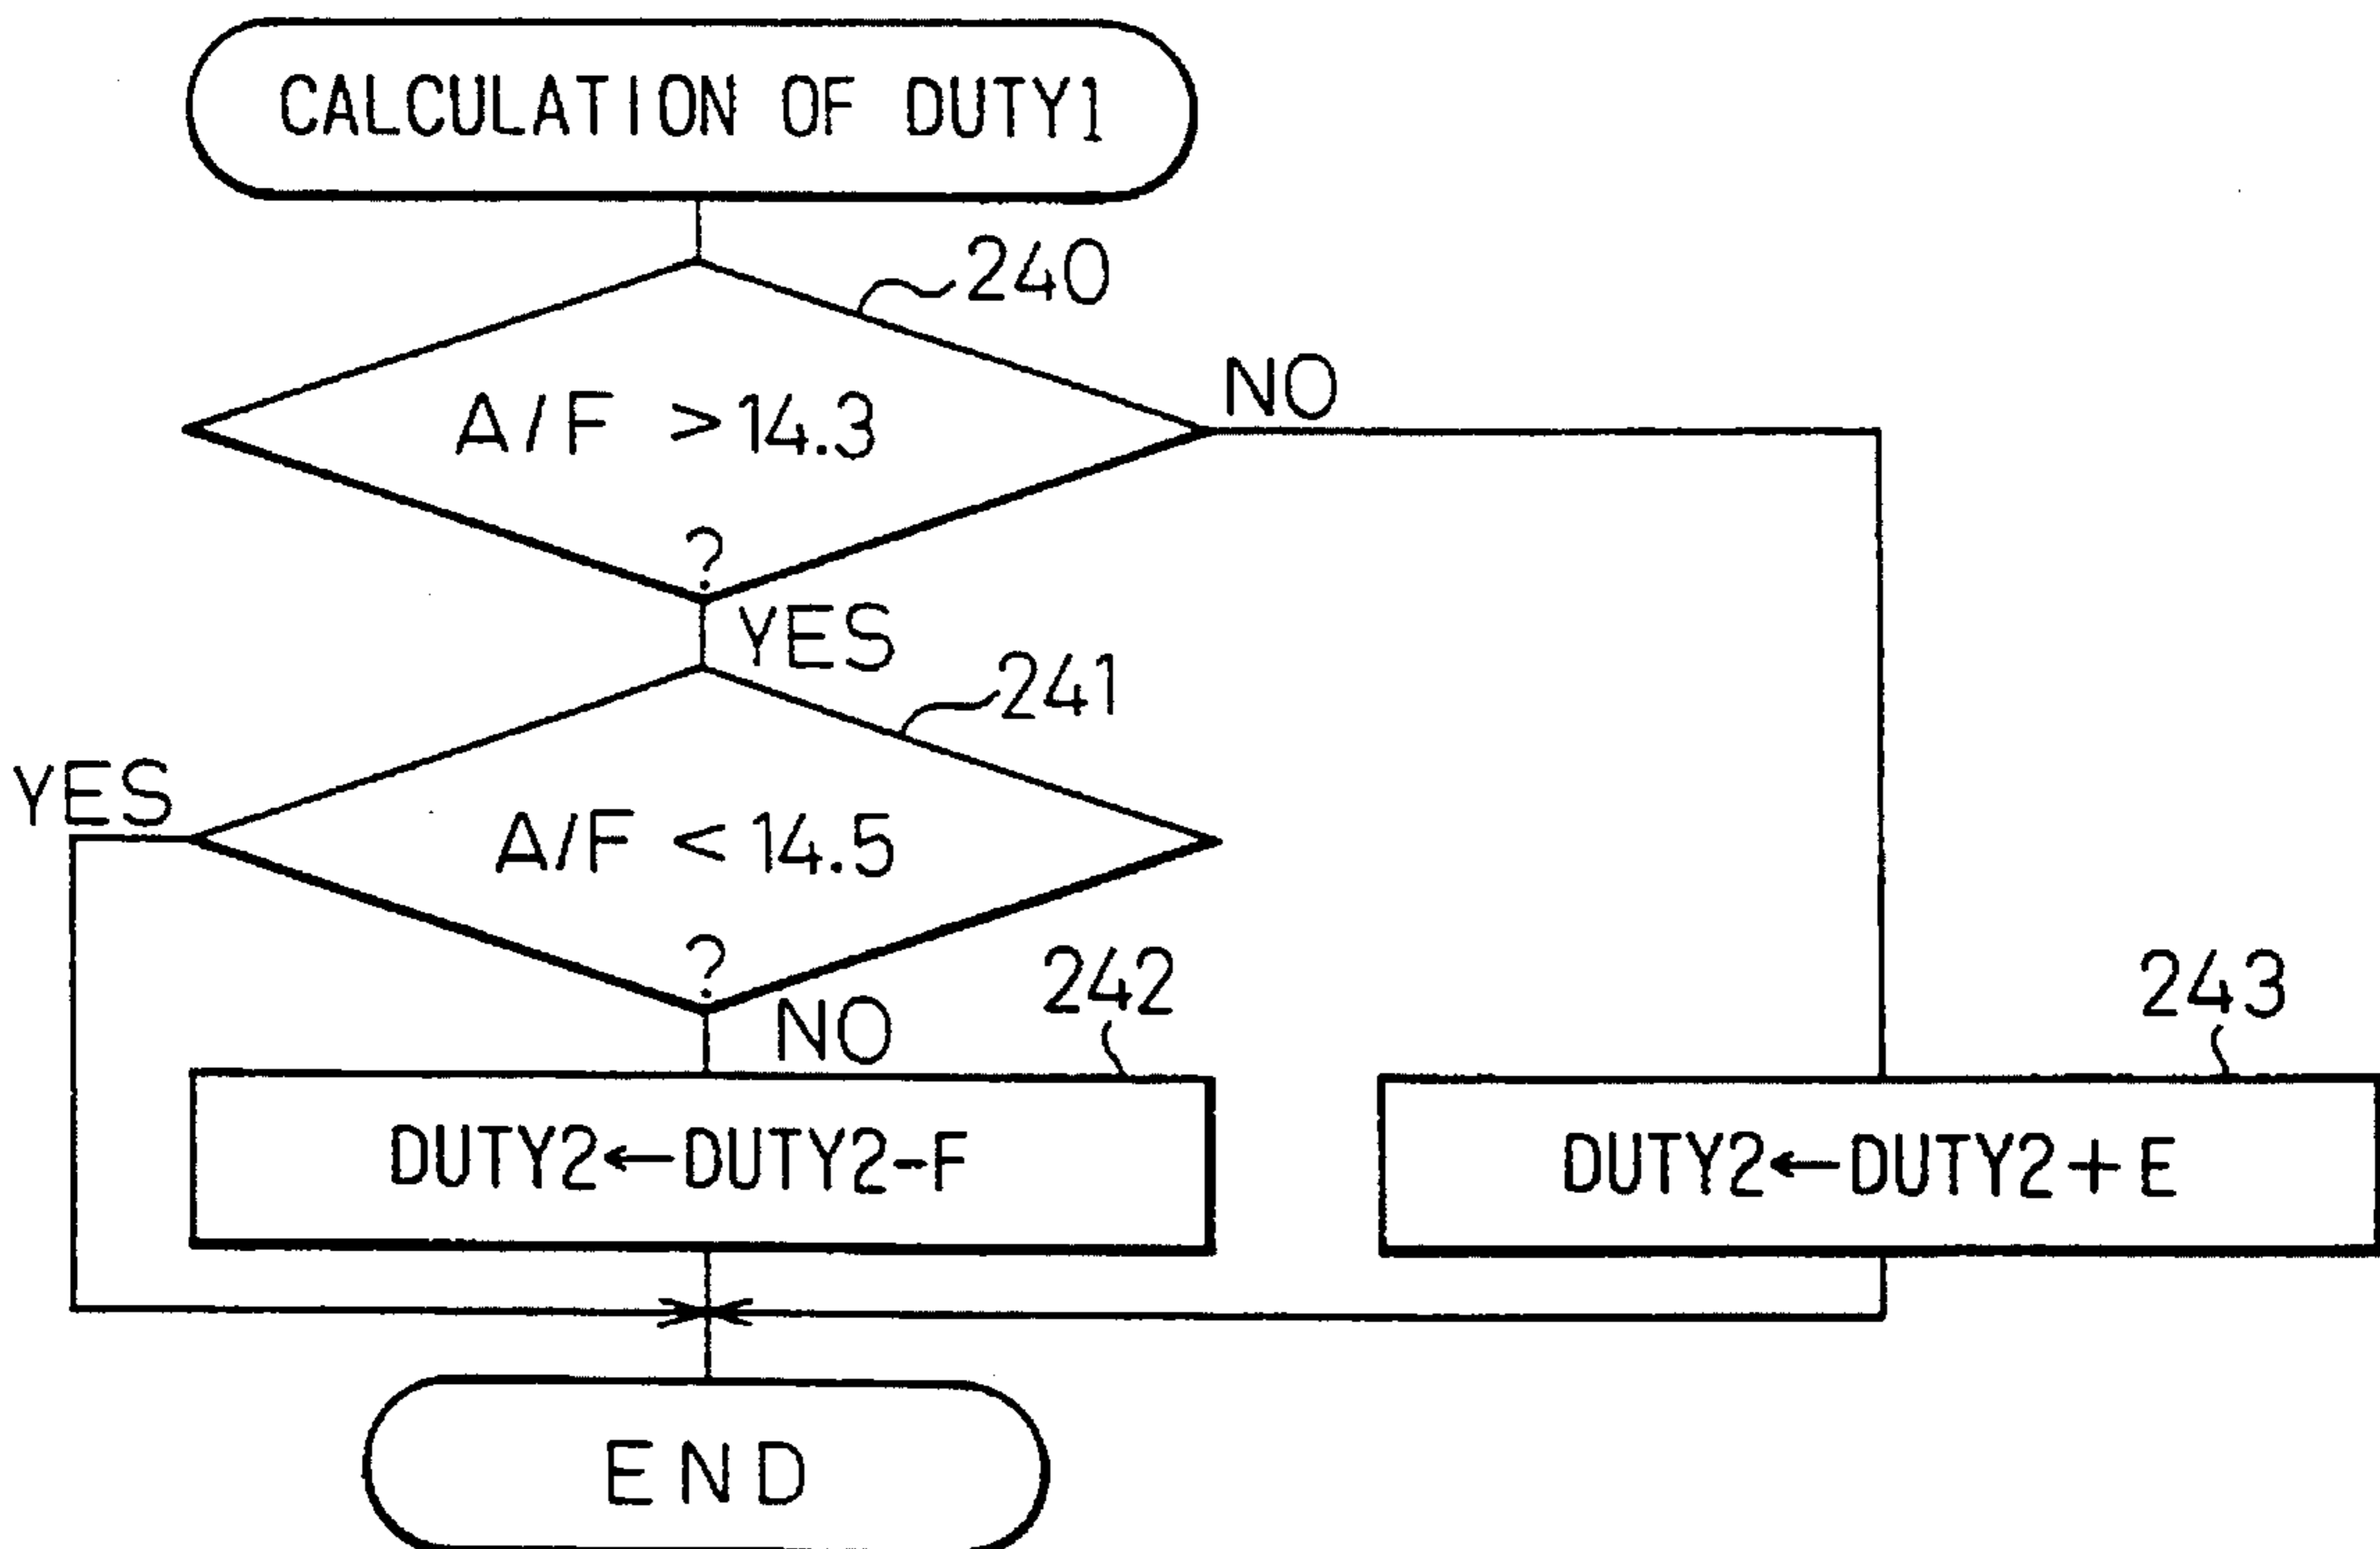 CALCULATION OF DUTY1
240
A/F >14.3
?
NO
YES
241
YES
A/F < 14.5
?
NO
242
243
DUTY2←DUTY2-F
DUTY2←DUTY2+E
END